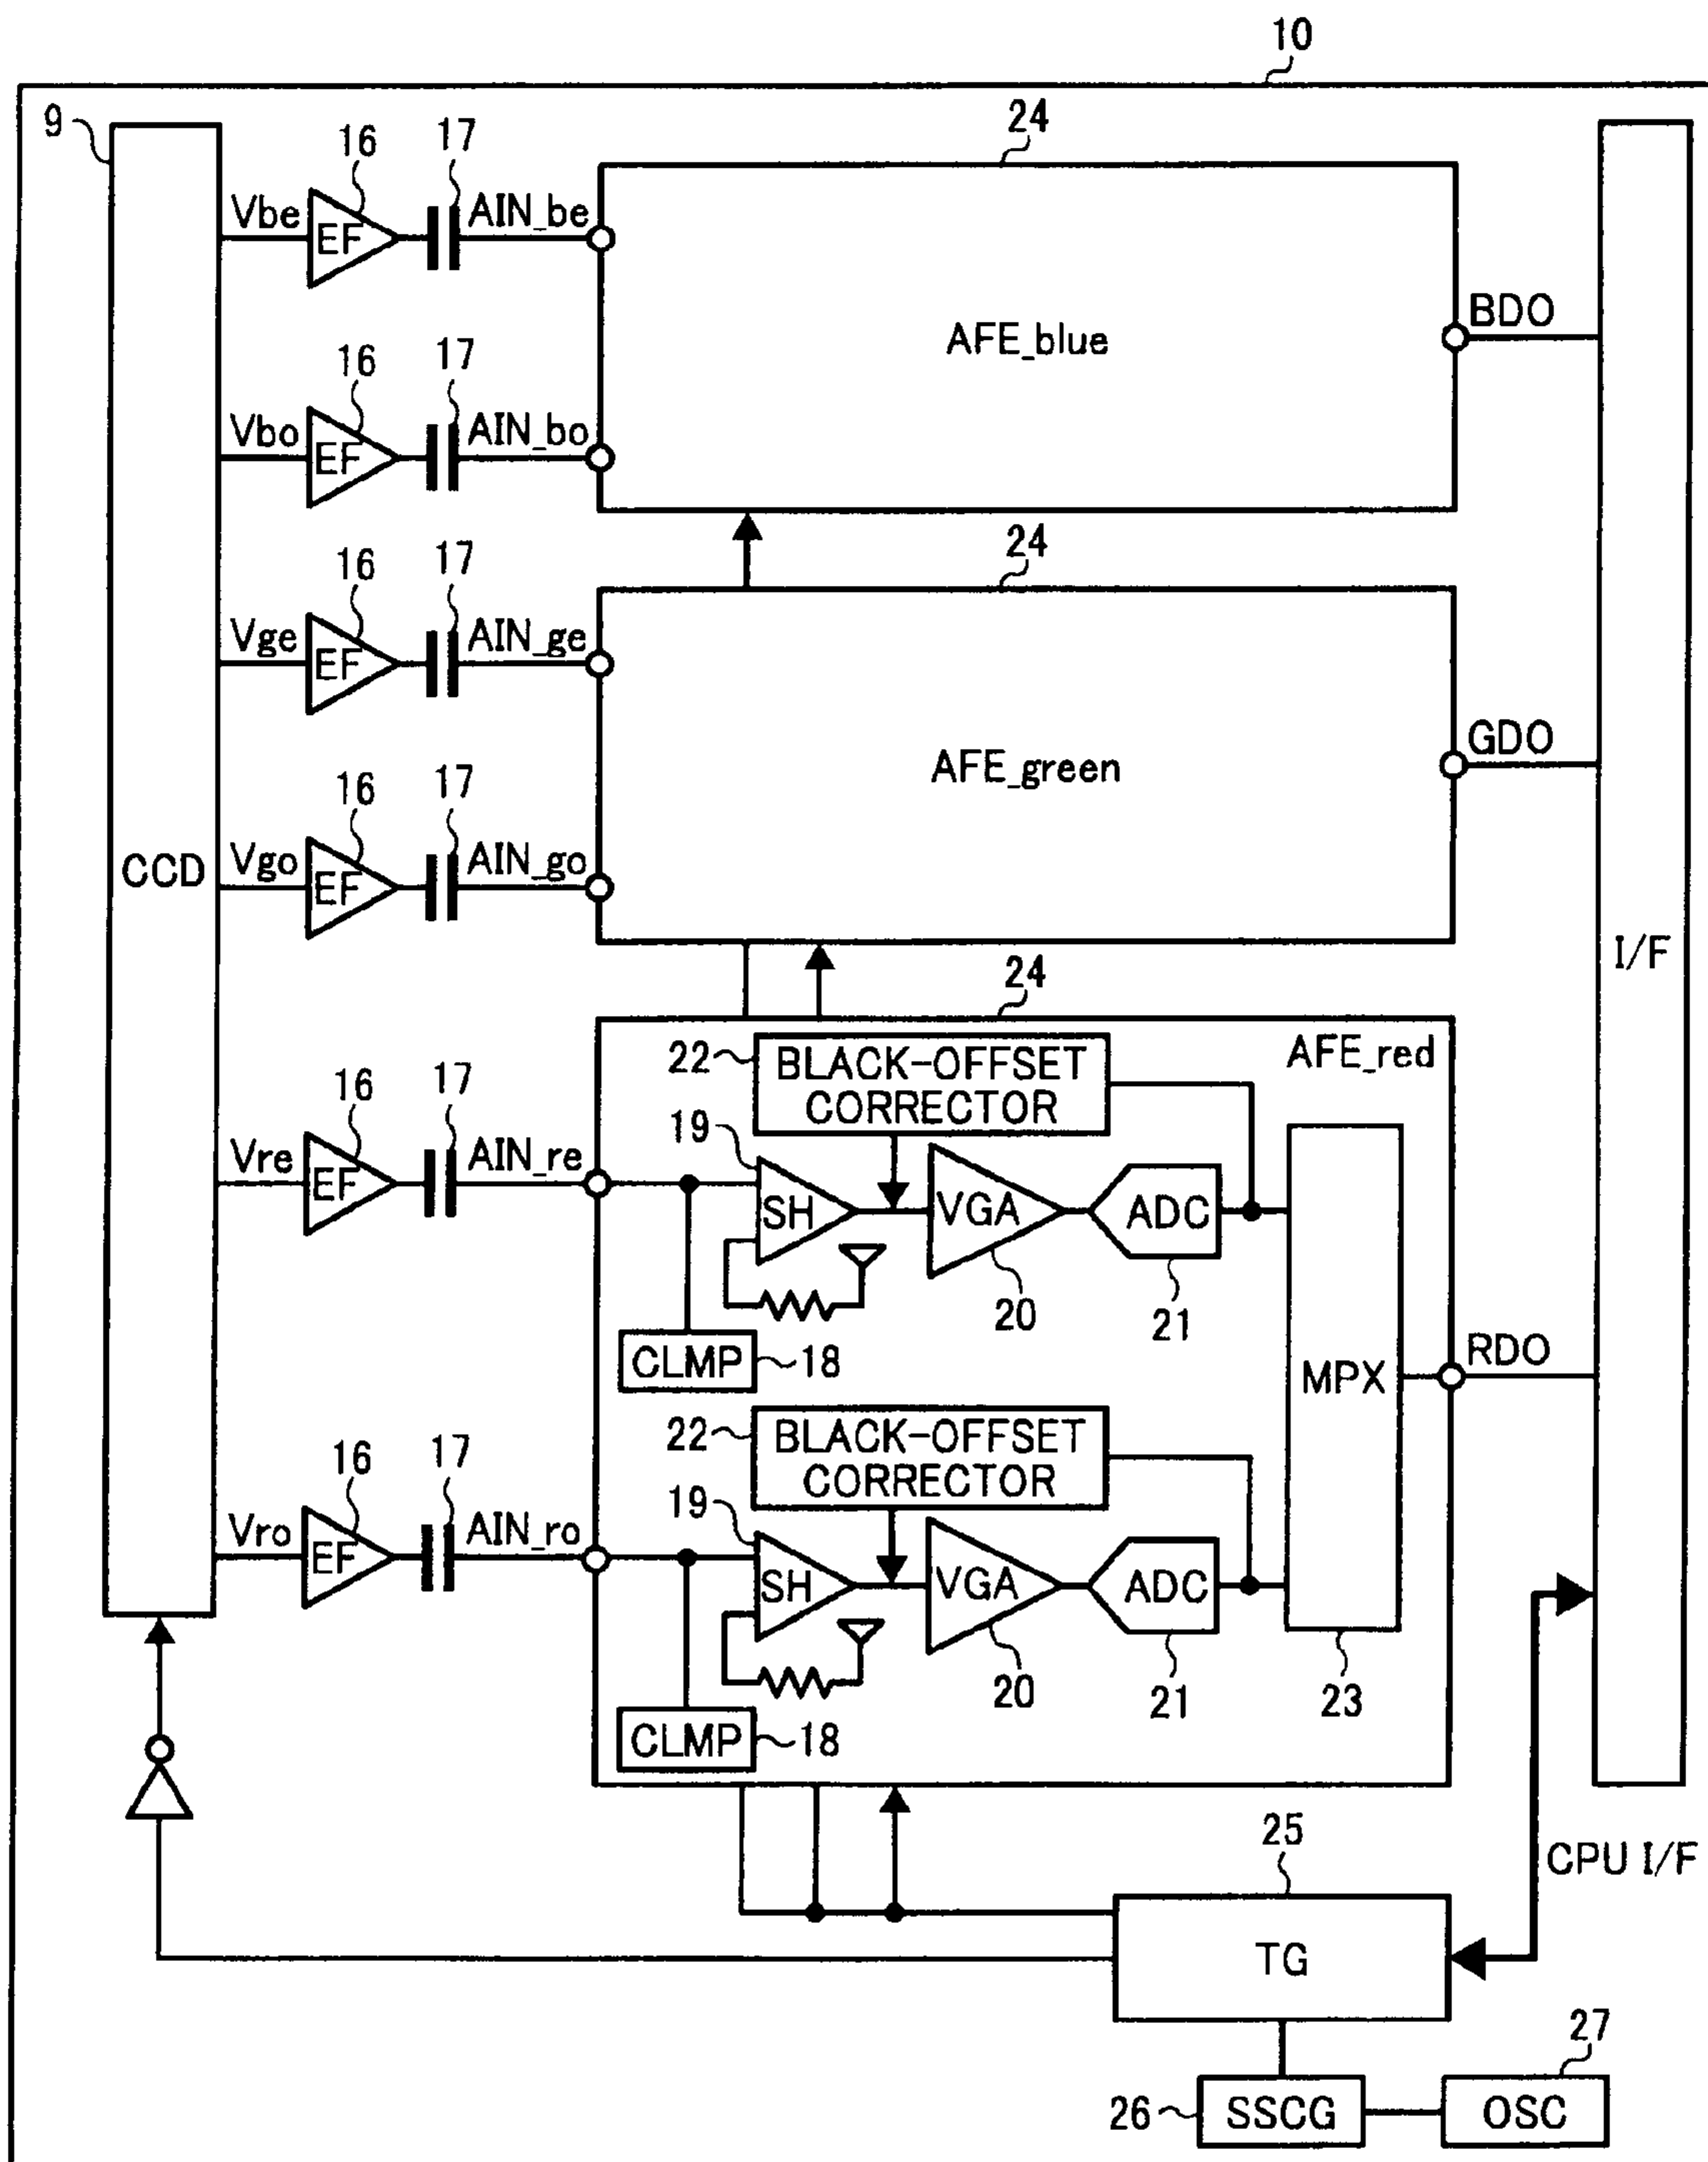 10
9
16
17
24
Vbe
EF
AIN_be
BDO
AFE_blue
16
17
Vbo
EF
AIN_bo
24
16
17
Vge
EF
AIN_ge
GDO
AFE_green
16
17
CCD
Vgo
EF
AIN_go
I/F
24
AFE_red
22
BLACK-OFFSET
CORRECTOR
16
17
19
Vre
EF
AIN_re
SH
VGA
ADC
20
21
CLMP
18
MPX
RDO
22
BLACK-OFFSET
CORRECTOR
16
17
19
Vro
EF
AIN_ro
SH
VGA
ADC
20
21
23
CLMP
18
25
CPU I/F
TG
27
26
SSCG
OSC